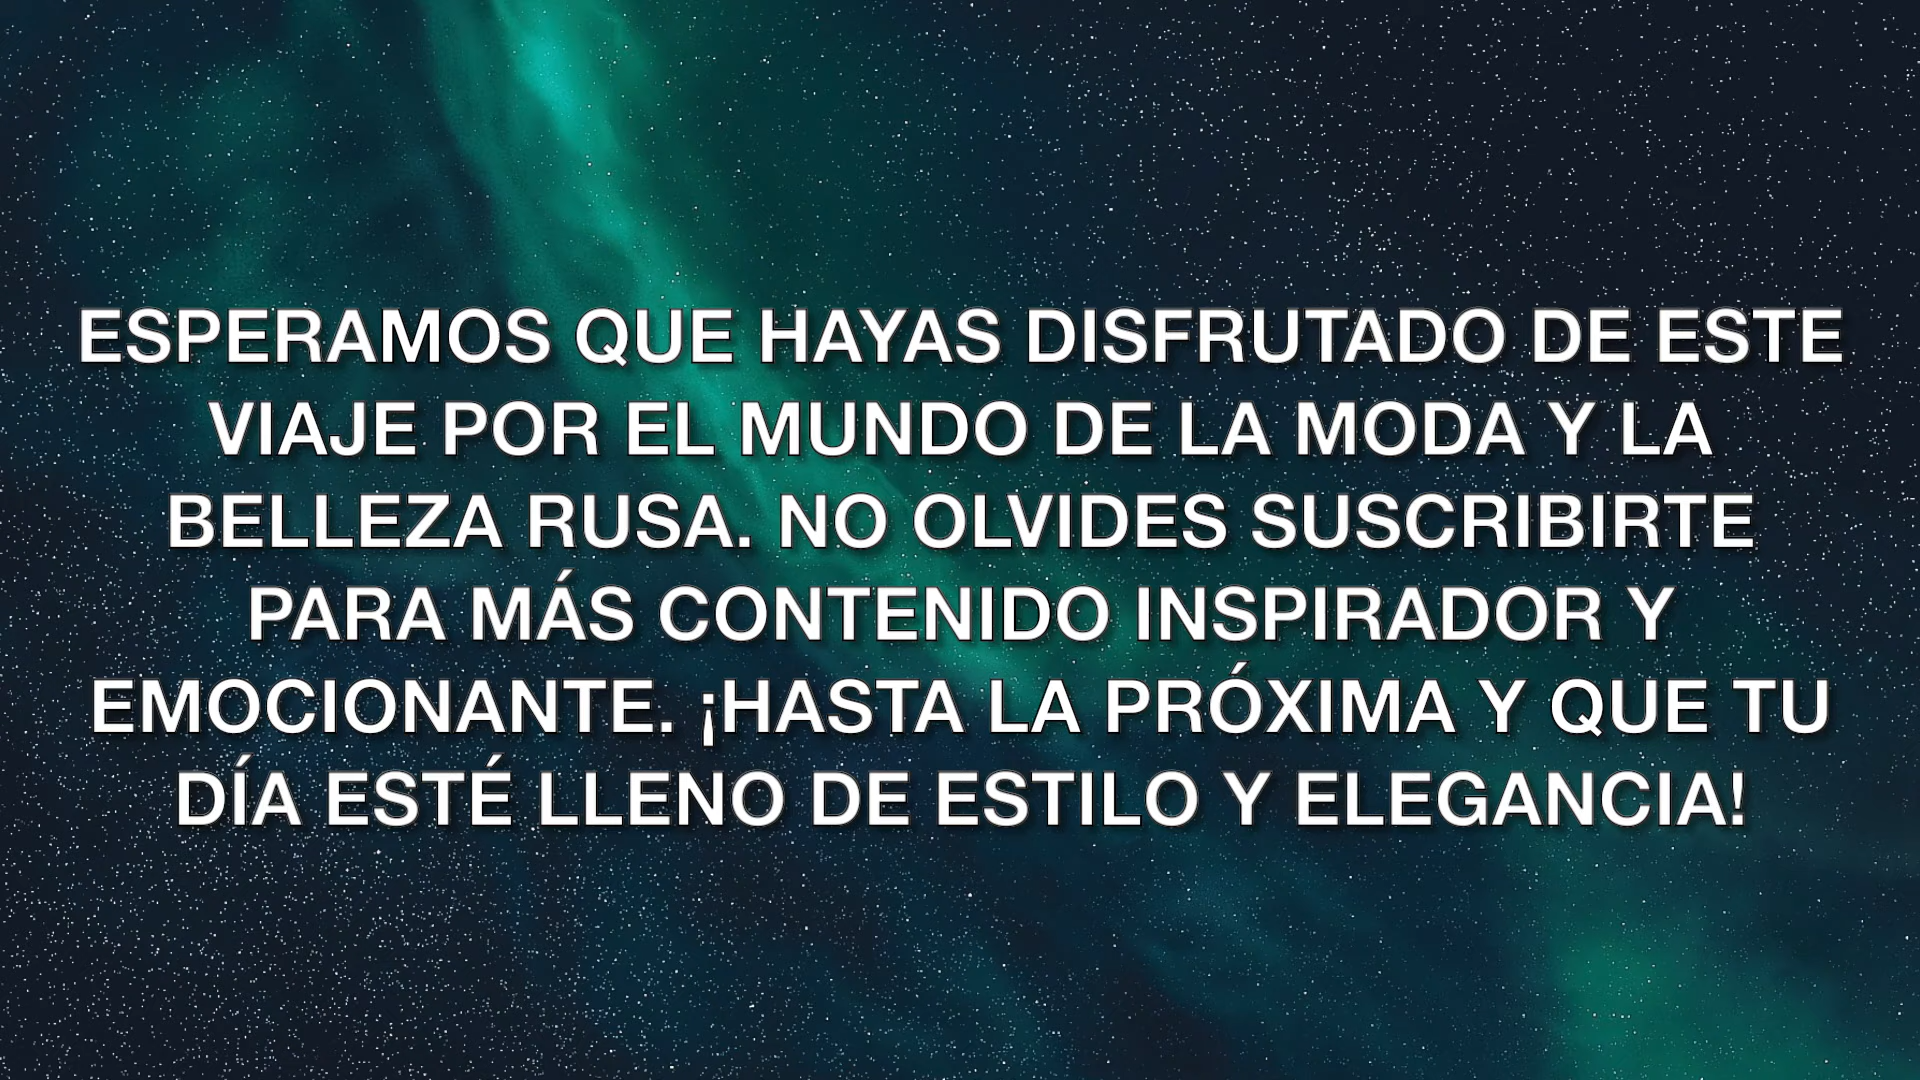 ESPERAMOS QUE HAYAS DISFRUTADO DE ESTE
VIAJE POR EL MUNDO DE LA MODA Y LA
BELLEZA RUSA. NO OLVIDES SUSCRIBIRTE
PARA MÁS CONTENIDO INSPIRADOR Y
EMOCIONANTE. ¡HASTA LA PRÓXIMA Y QUE TU
DÍA ESTÉ LLENO DE ESTILO Y ELEGANCIA!